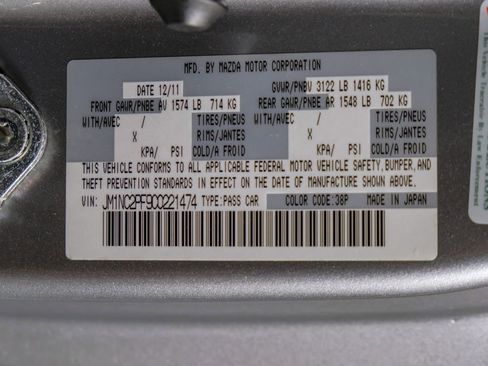 MFD. BY MAZDA MOTOR CORPORATION
DATE 12/11 GVWR/PNBV 3122 LB 1416 KG
FRONT GAWR/PNBE AV 1574 LB 714 KG REAR GAWR/PNBE AR 1548 LB 702 KG
WITH/AVEC / TIRES/PNEUS WITH/AVEC / TIRES/PNEUS
X RIMS/JANTES X RIMS/JANTES
KPA/ PSI COLD/A FROID KPA/ PSI COLD/A FROID
THIS VEHICLE CONFORMS TO ALL APPLICABLE FEDERAL MOTOR VEHICLE SAFETY, BUMPER, AND
THEFT PREVENTION STANDARDS IN EFFECT ON THE DATE OF MANUFACTURE SHOWN ABOVE.
VIN: JM1NC2PF9C0221474 TYPE: PASS CAR COLOR CODE: 38P MADE IN JAPAN